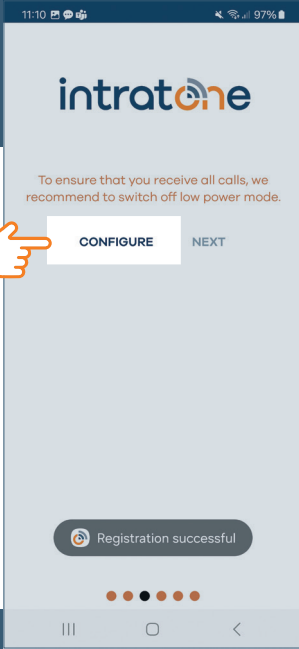 11:10 97%
intratone
To ensure that you receive all calls, we
recommend to switch off low power mode.
CONFIGURE NEXT
Registration successful